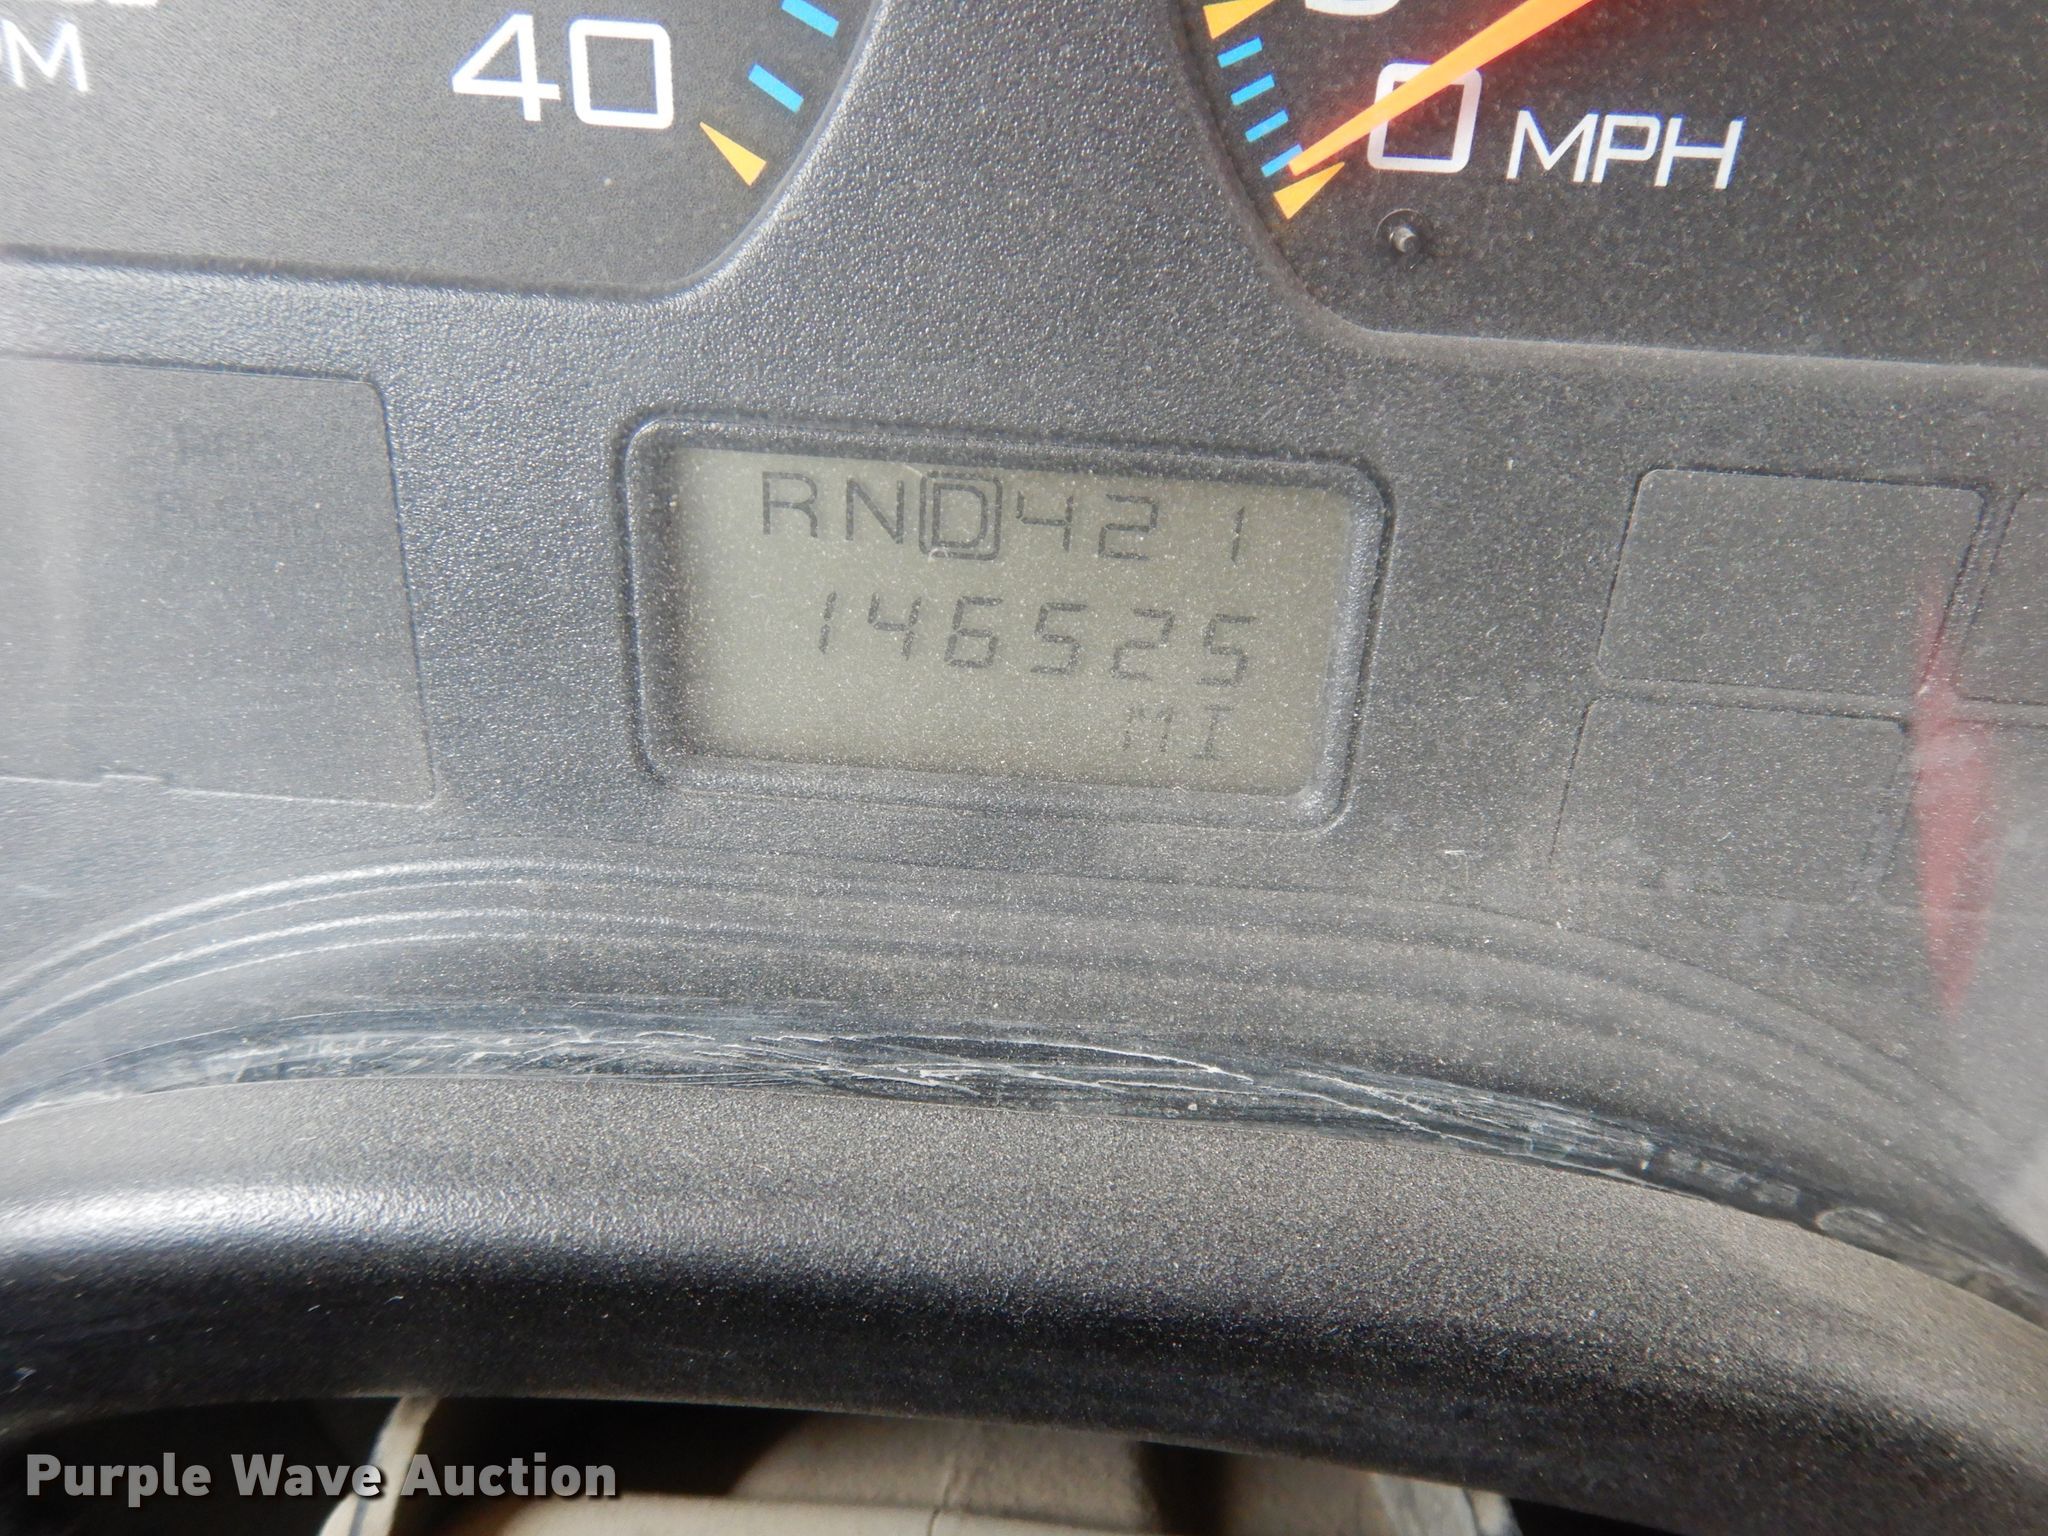 40
0 MPH
RND421
146525
MI
Purple Wave Auction